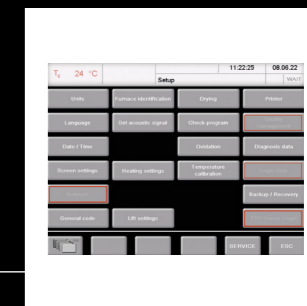 T₀ 24 °C
11:22:25 08.06.22
Setup WAIT
Units Furnace identification Drying Printer
Language Set acoustic signal Check program
Date / Time Oxidation Diagnosis data
Screen settings Heating settings Temperature
calibration
Backup / Recovery
General code Lift settings
SERVICE ESC